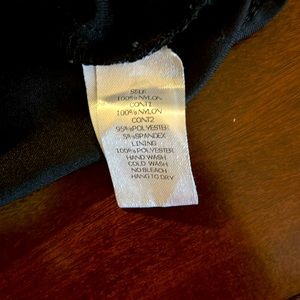 SELF
100%NYLON
CONT1
100%NYLON
CONT2
95%POLYESTER
5%SPANDEX
LINING
100%POLYESTER
HAND WASH
COLD WASH
NO BLEACH
HANG TO DRY